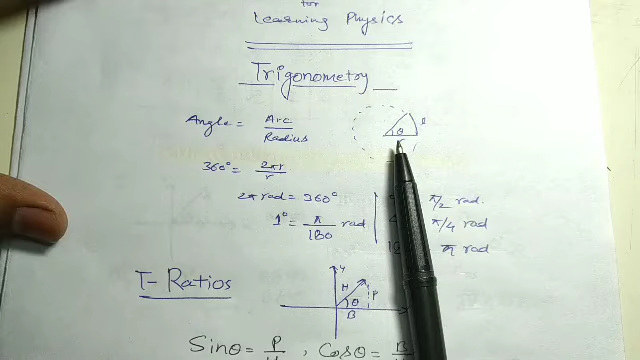 for
Learning Physics
Trigonometry
Angle = Arc / Radius
θ
r
l
360° = 2πr / r
2π rad = 360°
π/2 rad.
1° = π / 180 rad
π/4 rad
π rad
T-Ratios
y
H
P
θ
B
Sinθ = P / H , Cosθ = B